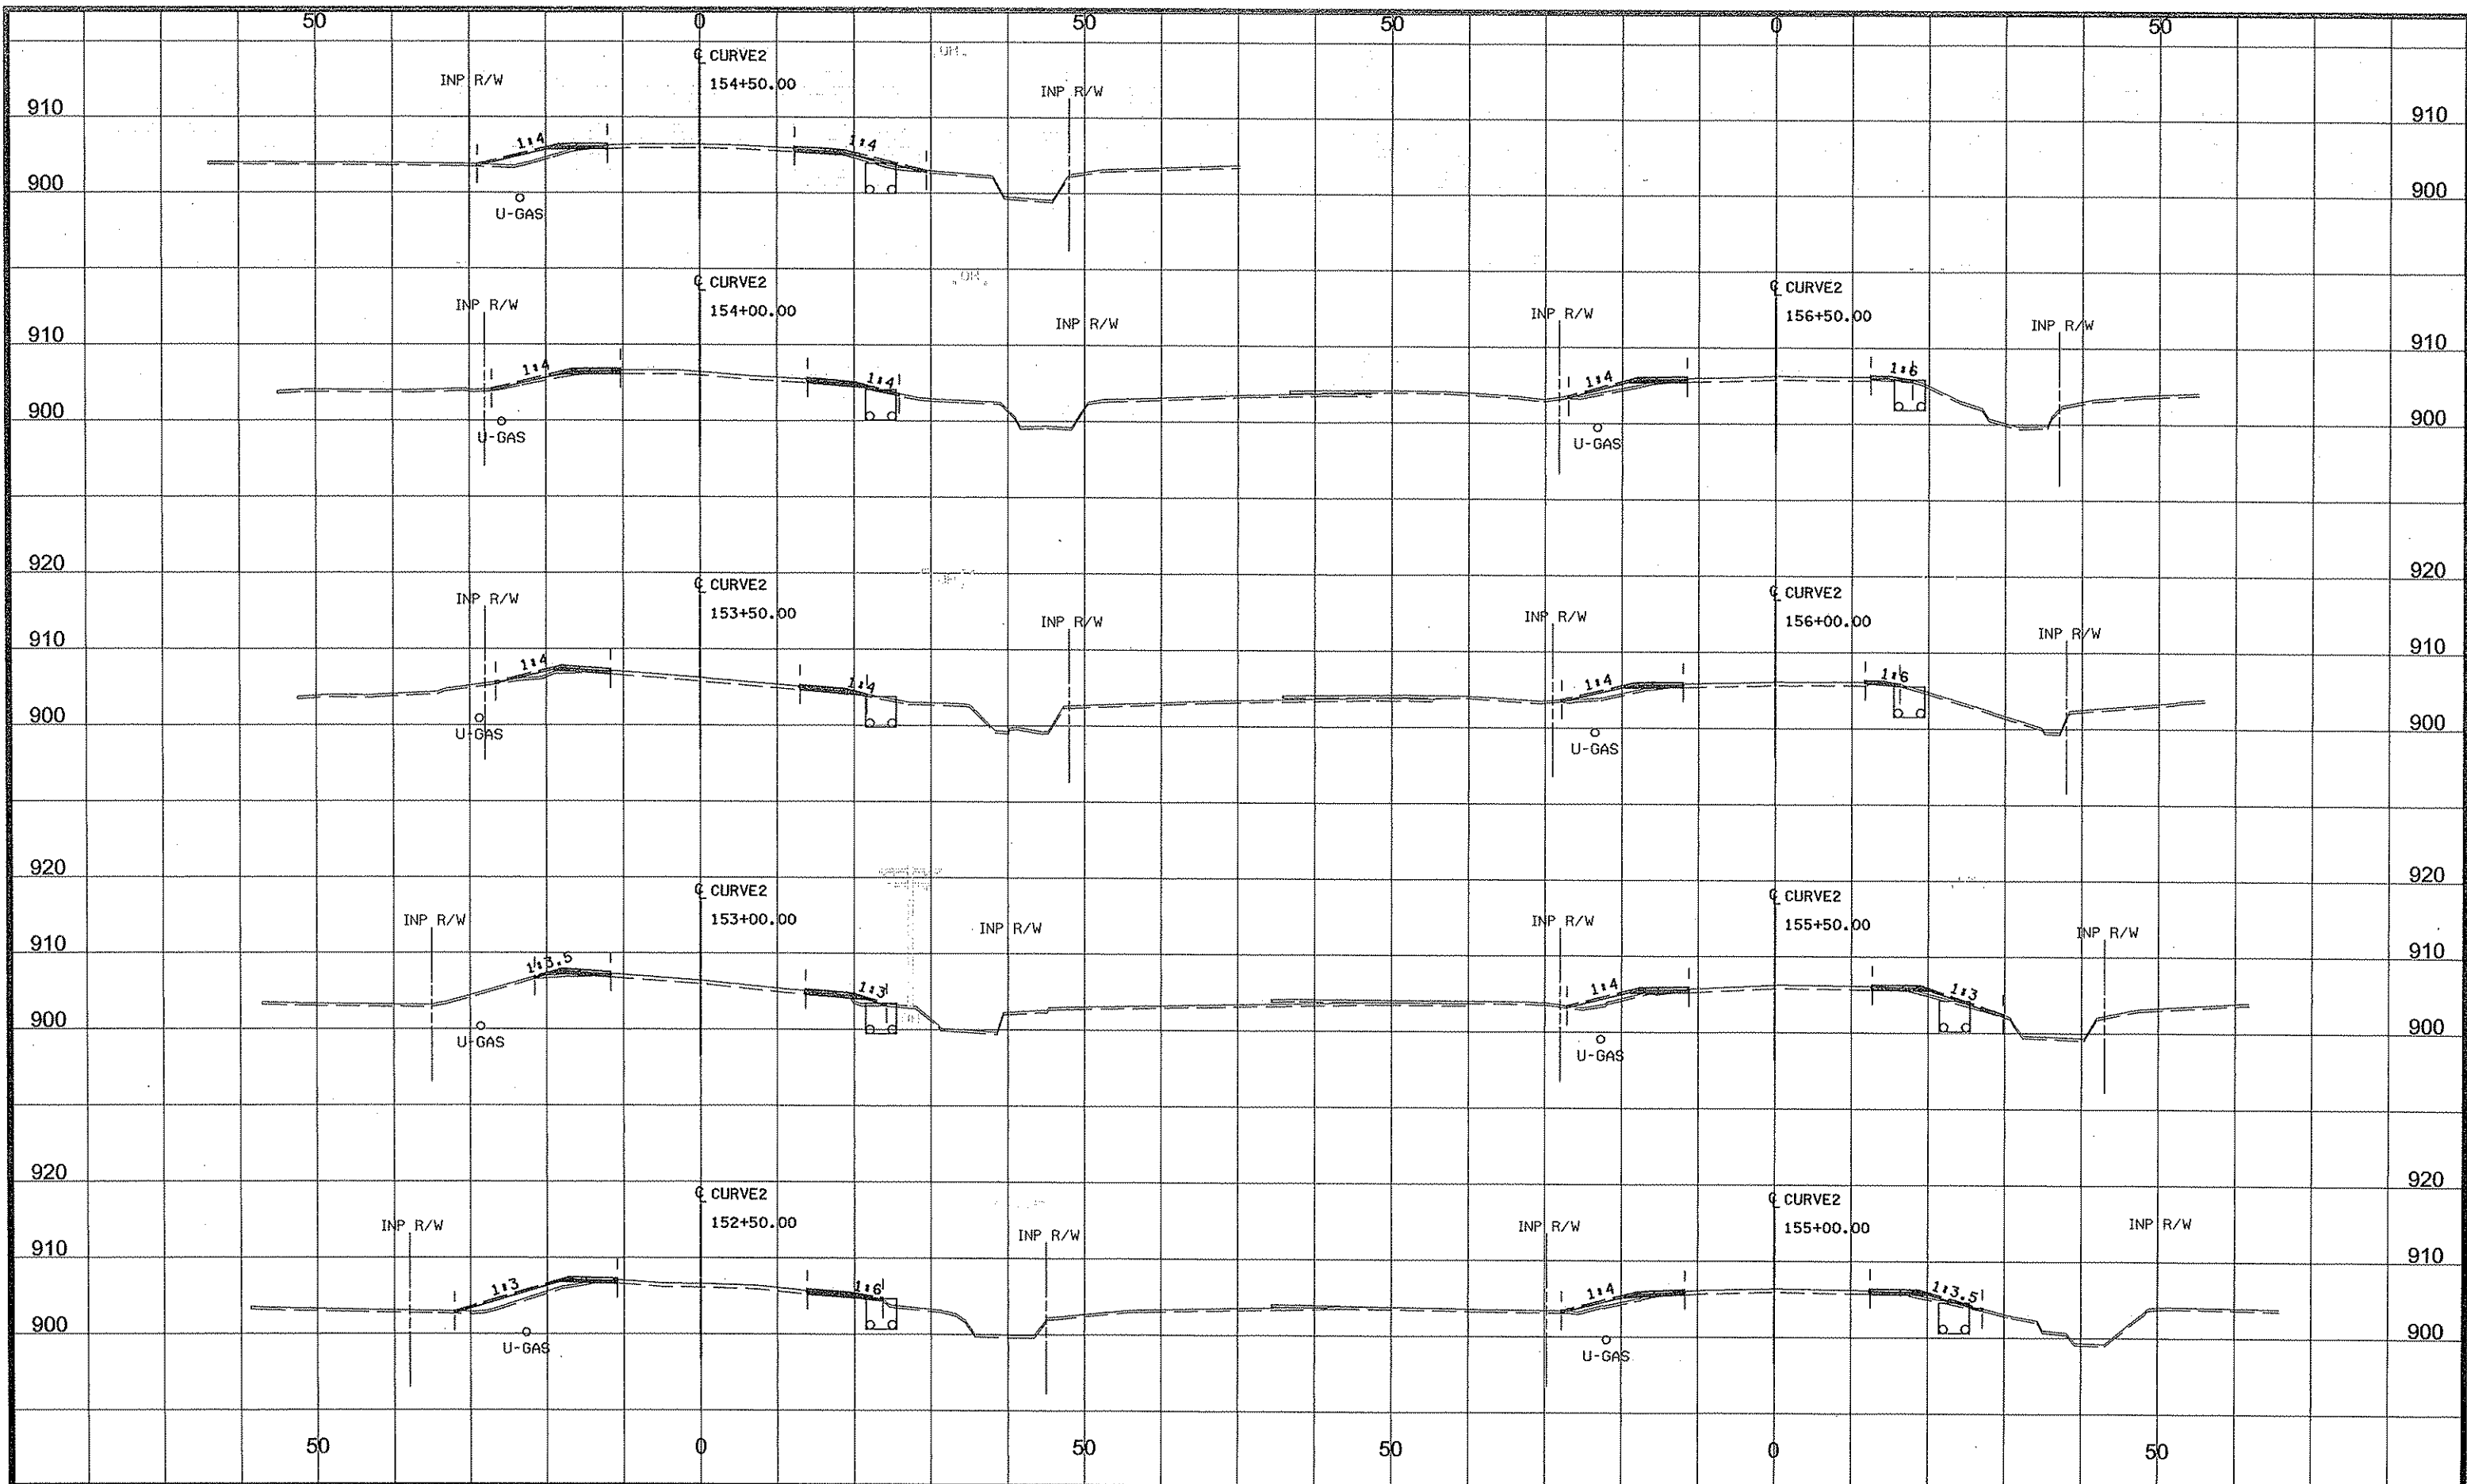 50 0 50 50 0 50
℄ CURVE2
154+50.00
INP R/W INP R/W
910 910
1:4 1:4
900 900
U-GAS
℄ CURVE2 ℄ CURVE2
154+00.00 156+50.00
INP R/W INP R/W INP R/W INP R/W
910 910
1:4 1:4 1:4 1:6
900 900
U-GAS U-GAS
920 920
℄ CURVE2 ℄ CURVE2
153+50.00 156+00.00
INP R/W INP R/W INP R/W INP R/W
910 910
1:4 1:4 1:4 1:6
900 900
U-GAS U-GAS
920 920
℄ CURVE2 ℄ CURVE2
153+00.00 155+50.00
INP R/W INP R/W INP R/W INP R/W
910 910
1:3.5 1:3 1:4 1:3
900 900
U-GAS U-GAS
920 920
℄ CURVE2 ℄ CURVE2
152+50.00 155+00.00
INP R/W INP R/W INP R/W INP R/W
910 910
1:3 1:6 1:4 1:3.5
900 900
U-GAS U-GAS
50 0 50 50 0 50